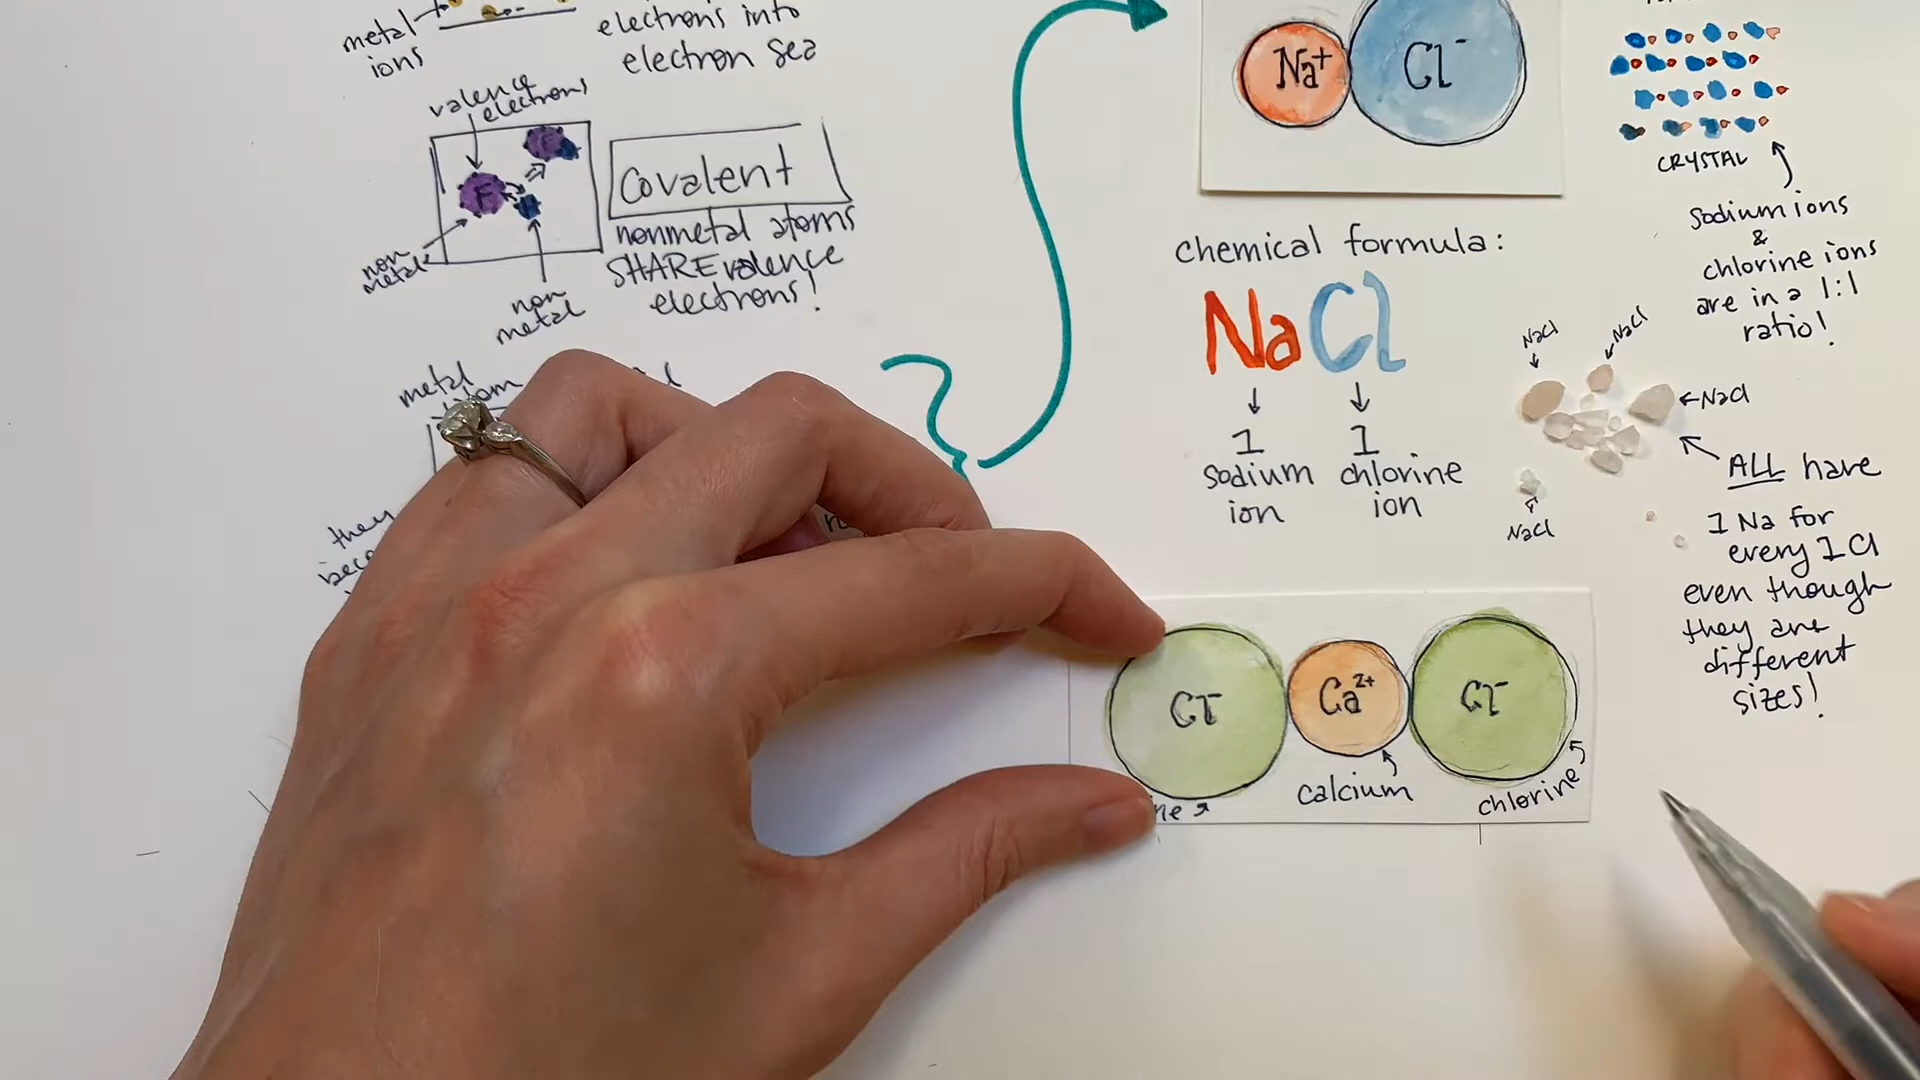 metal
ions
electrons into
electron sea
valence
electrons
F
non
metal
non
metal
Covalent
nonmetal atoms
SHARE valence
electrons!
metal
they
Na+
Cl-
CRYSTAL
sodium ions
&
chlorine ions
are in a 1:1
ratio!
chemical formula:
NaCl
1
sodium
ion
1
chlorine
ion
NaCl
NaCl
NaCl
NaCl
ALL have
1 Na for
every 1 Cl
even though
they are
different
sizes!
Cl-
Ca2+
Cl-
calcium
chlorine